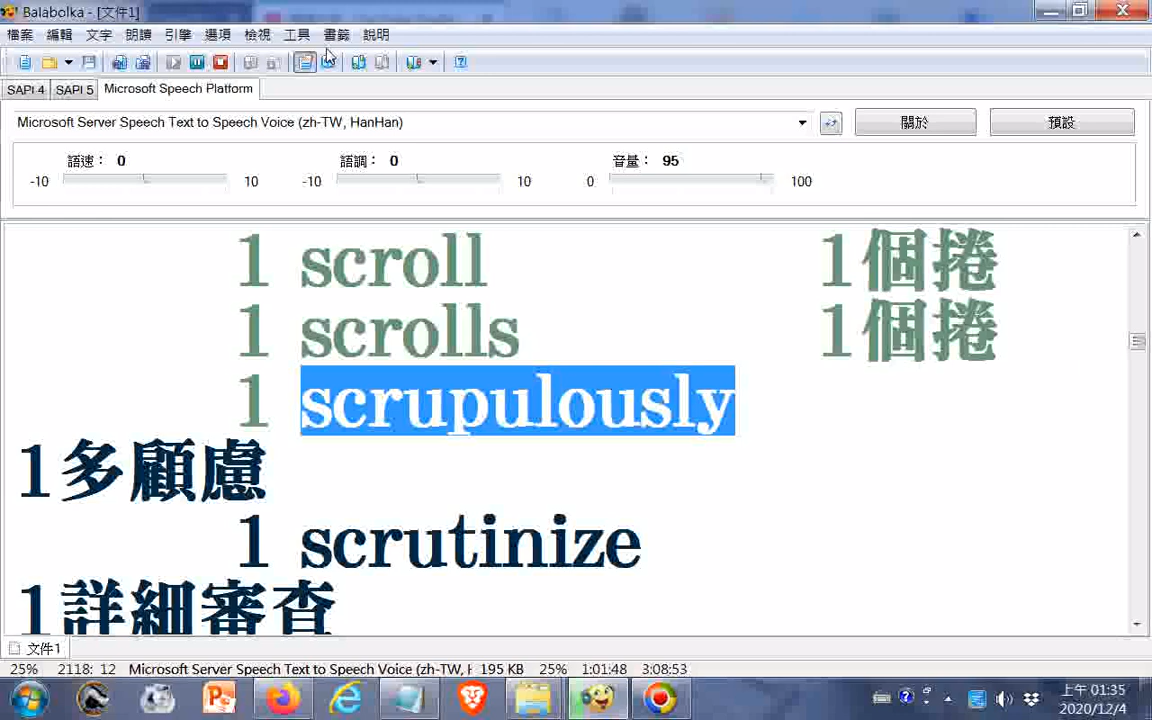 Balabolka - [文件1]
檔案 編輯 文字 朗讀 引擎 選項 檢視 工具 書籤 說明
SAPI 4 SAPI 5 Microsoft Speech Platform
Microsoft Server Speech Text to Speech Voice (zh-TW, HanHan) 關於 預設
語速： 0 語調： 0 音量： 95
-10 10 -10 10 0 100
1 scroll 1個捲
1 scrolls 1個捲
1 scrupulously
1多顧慮
1 scrutinize
1詳細審查
文件1
25% 2118: 12 Microsoft Server Speech Text to Speech Voice (zh-TW, 195 KB 25% 1:01:48 3:08:53
上午 01:35
2020/12/4